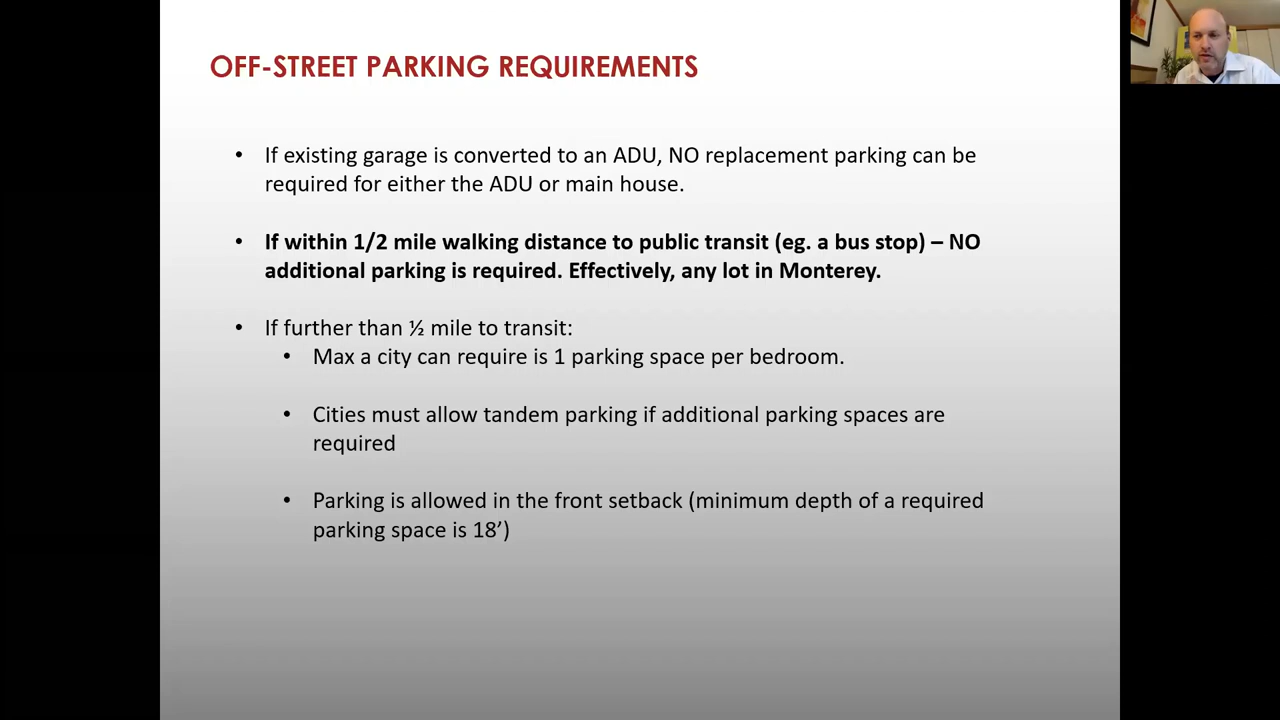 OFF-STREET PARKING REQUIREMENTS
• If existing garage is converted to an ADU, NO replacement parking can be
required for either the ADU or main house.
• If within 1/2 mile walking distance to public transit (eg. a bus stop) – NO
additional parking is required. Effectively, any lot in Monterey.
• If further than ½ mile to transit:
• Max a city can require is 1 parking space per bedroom.
• Cities must allow tandem parking if additional parking spaces are
required
• Parking is allowed in the front setback (minimum depth of a required
parking space is 18’)